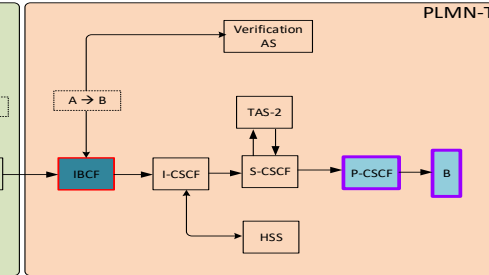 PLMN-T
Verification
AS
A → B
TAS-2
IBCF
I-CSCF
S-CSCF
P-CSCF
B
HSS